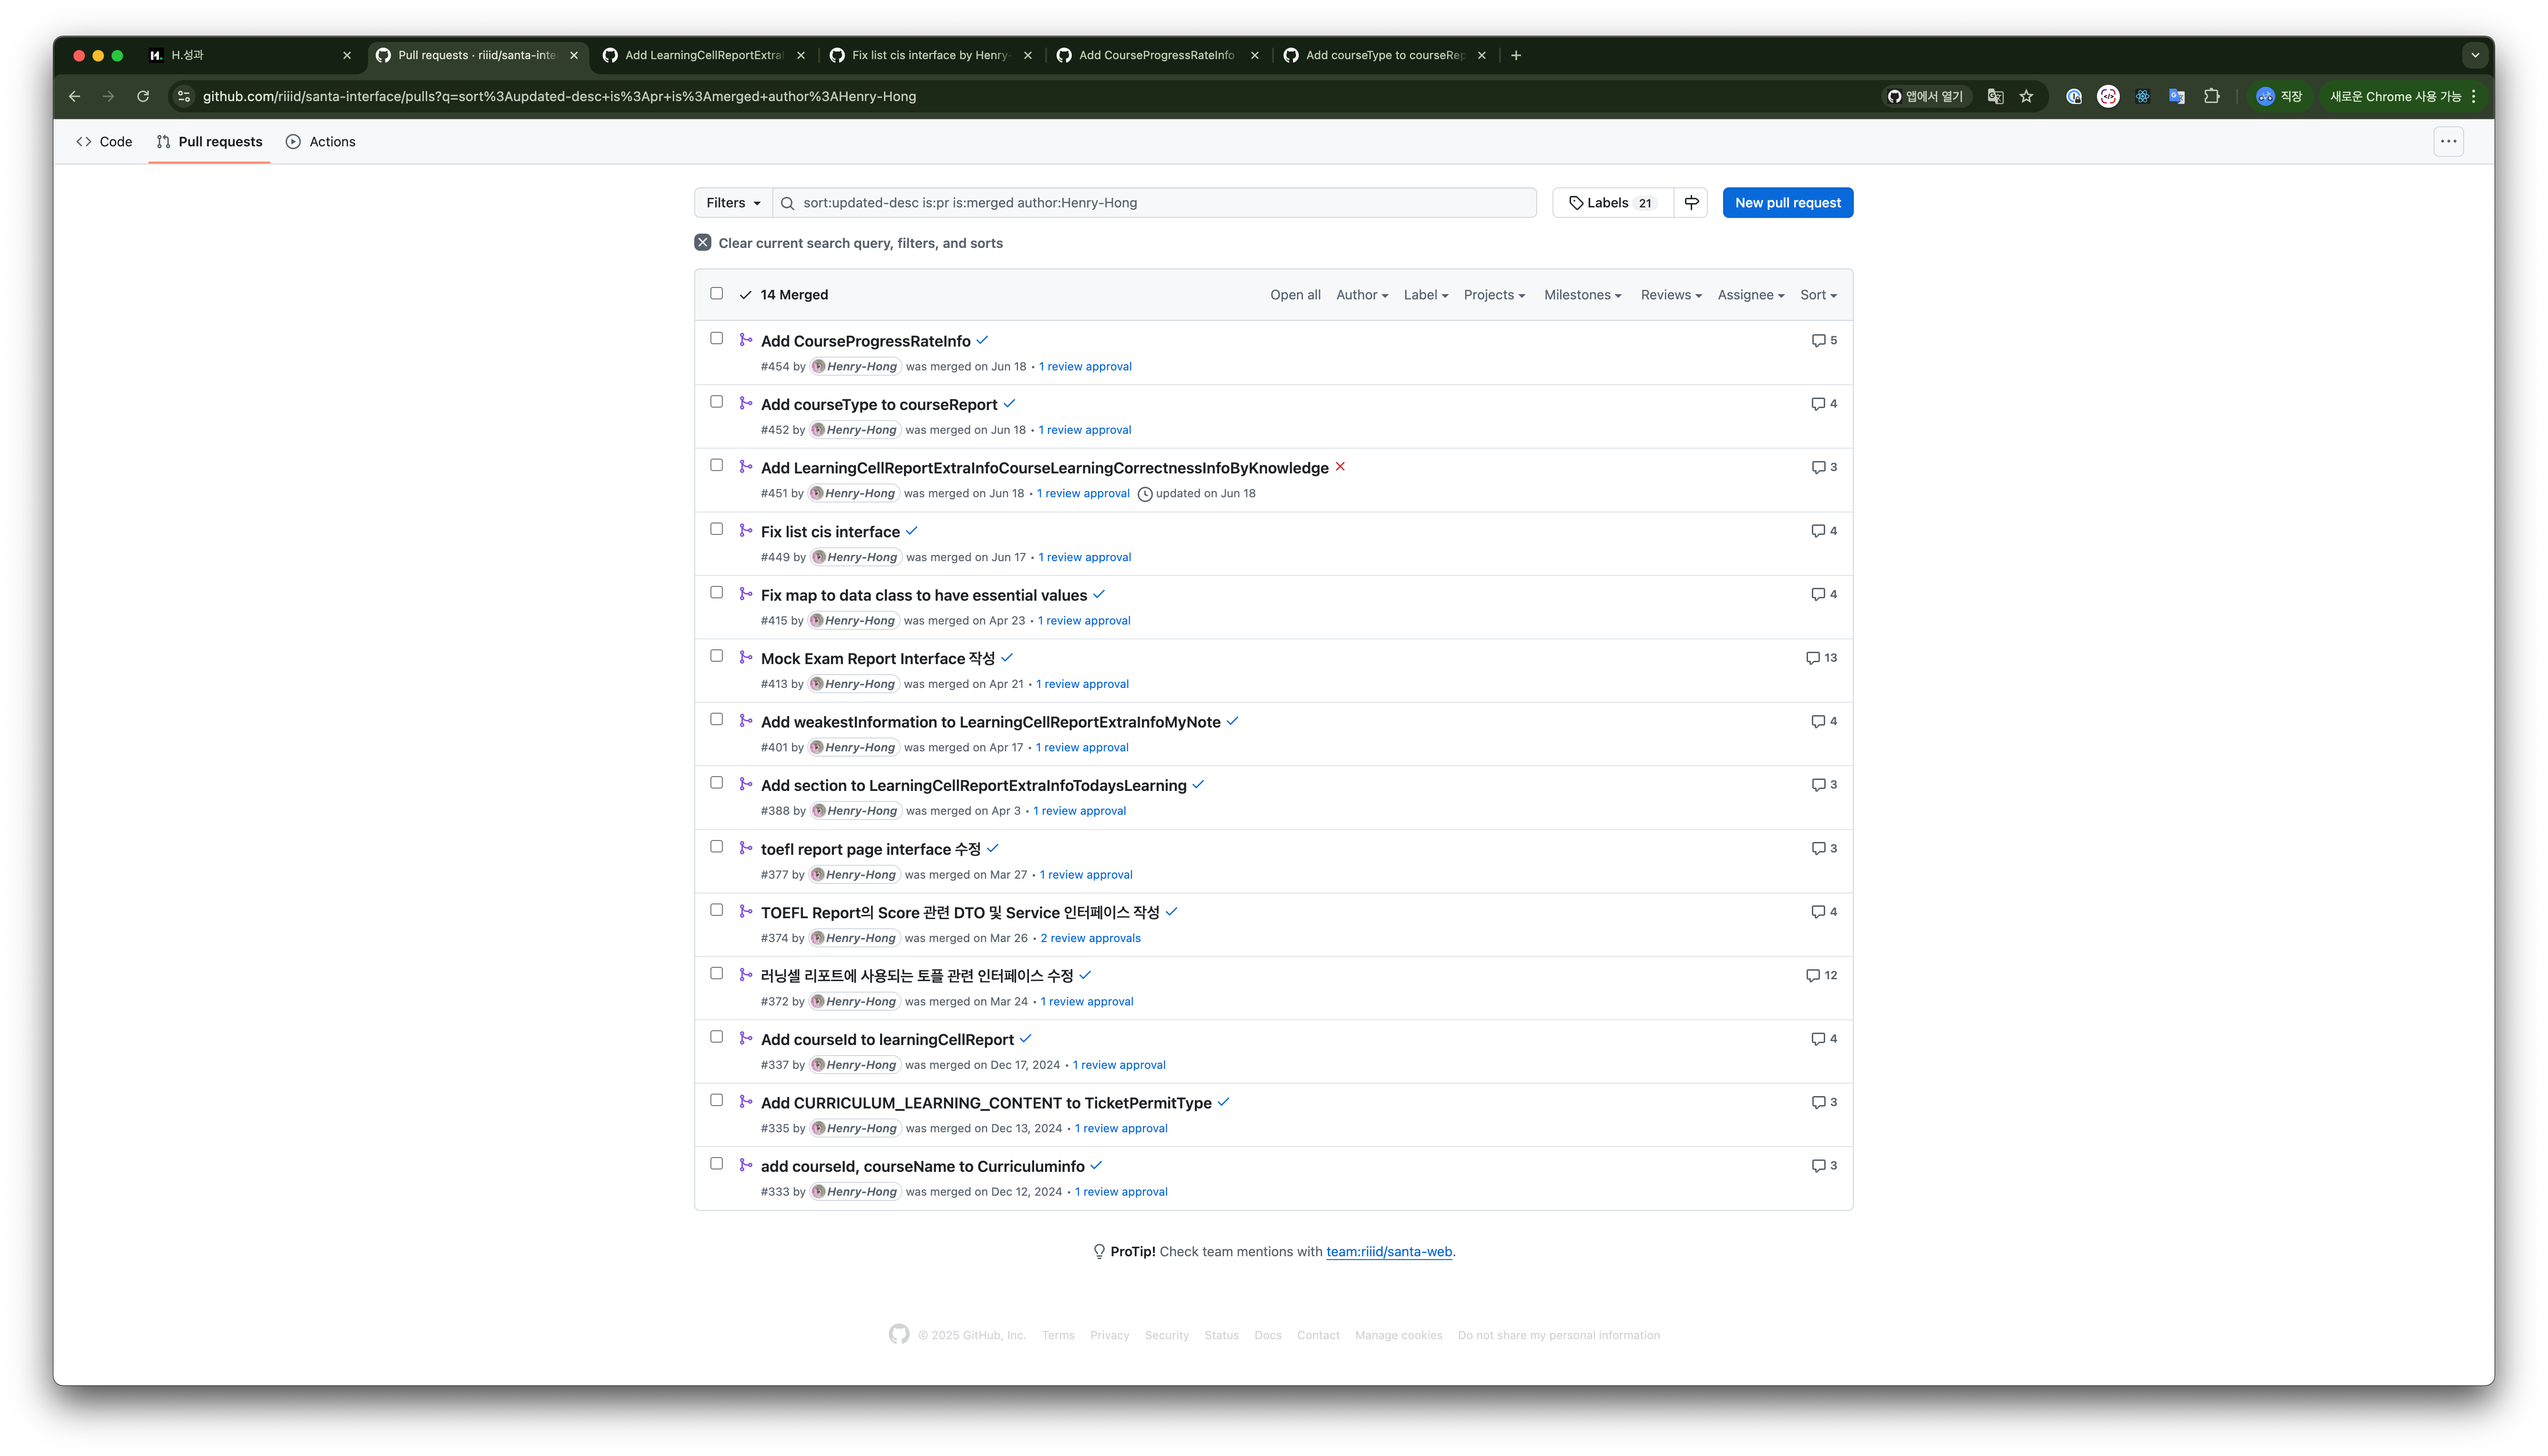 H. H.성과
Pull requests · riiid/santa-inte
Add LearningCellReportExtraI
Fix list cis interface by Henry-
Add CourseProgressRateInfo
Add courseType to courseRep
github.com/riiid/santa-interface/pulls?q=sort%3Aupdated-desc+is%3Apr+is%3Amerged+author%3AHenry-Hong
앱에서 열기
직장
새로운 Chrome 사용 가능
Code
Pull requests
Actions
Filters
sort:updated-desc is:pr is:merged author:Henry-Hong
Labels 21
New pull request
Clear current search query, filters, and sorts
14 Merged
Open all Author Label Projects Milestones Reviews Assignee Sort
Add CourseProgressRateInfo 5
#454 by Henry-Hong was merged on Jun 18 • 1 review approval
Add courseType to courseReport 4
#452 by Henry-Hong was merged on Jun 18 • 1 review approval
Add LearningCellReportExtraInfoCourseLearningCorrectnessInfoByKnowledge 3
#451 by Henry-Hong was merged on Jun 18 • 1 review approval updated on Jun 18
Fix list cis interface 4
#449 by Henry-Hong was merged on Jun 17 • 1 review approval
Fix map to data class to have essential values 4
#415 by Henry-Hong was merged on Apr 23 • 1 review approval
Mock Exam Report Interface 작성 13
#413 by Henry-Hong was merged on Apr 21 • 1 review approval
Add weakestInformation to LearningCellReportExtraInfoMyNote 4
#401 by Henry-Hong was merged on Apr 17 • 1 review approval
Add section to LearningCellReportExtraInfoTodaysLearning 3
#388 by Henry-Hong was merged on Apr 3 • 1 review approval
toefl report page interface 수정 3
#377 by Henry-Hong was merged on Mar 27 • 1 review approval
TOEFL Report의 Score 관련 DTO 및 Service 인터페이스 작성 4
#374 by Henry-Hong was merged on Mar 26 • 2 review approvals
러닝셀 리포트에 사용되는 토플 관련 인터페이스 수정 12
#372 by Henry-Hong was merged on Mar 24 • 1 review approval
Add courseId to learningCellReport 4
#337 by Henry-Hong was merged on Dec 17, 2024 • 1 review approval
Add CURRICULUM_LEARNING_CONTENT to TicketPermitType 3
#335 by Henry-Hong was merged on Dec 13, 2024 • 1 review approval
add courseId, courseName to Curriculuminfo 3
#333 by Henry-Hong was merged on Dec 12, 2024 • 1 review approval
ProTip! Check team mentions with team:riiid/santa-web.
© 2025 GitHub, Inc. Terms Privacy Security Status Docs Contact Manage cookies Do not share my personal information